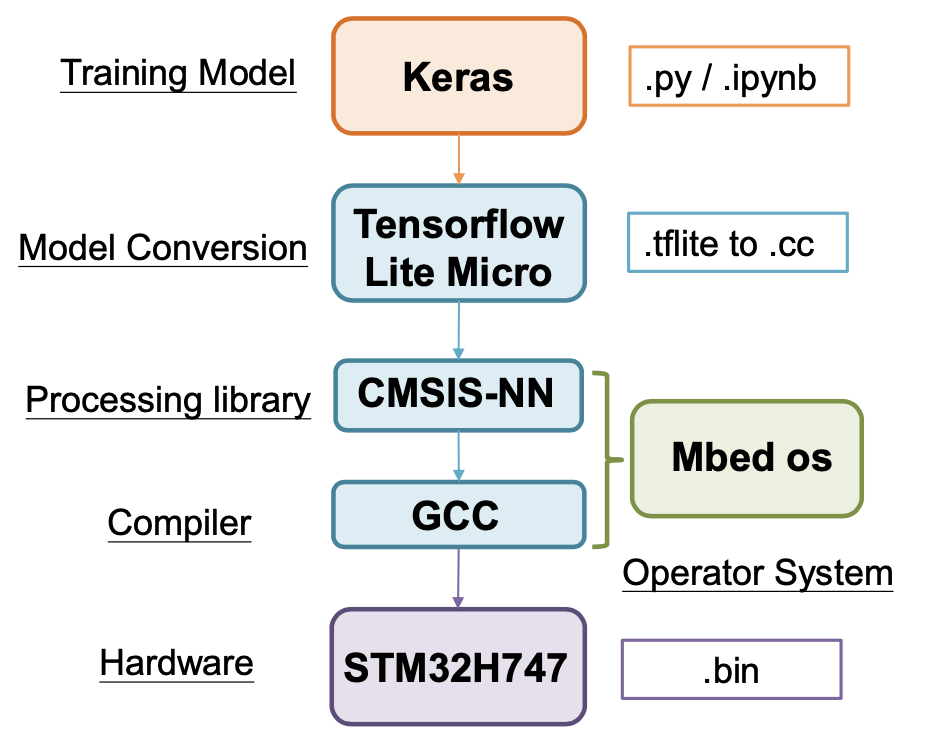 Training Model
Keras
.py / .ipynb
Model Conversion
Tensorflow
Lite Micro
.tflite to .cc
Processing library
CMSIS-NN
Mbed os
Compiler
GCC
Operator System
Hardware
STM32H747
.bin